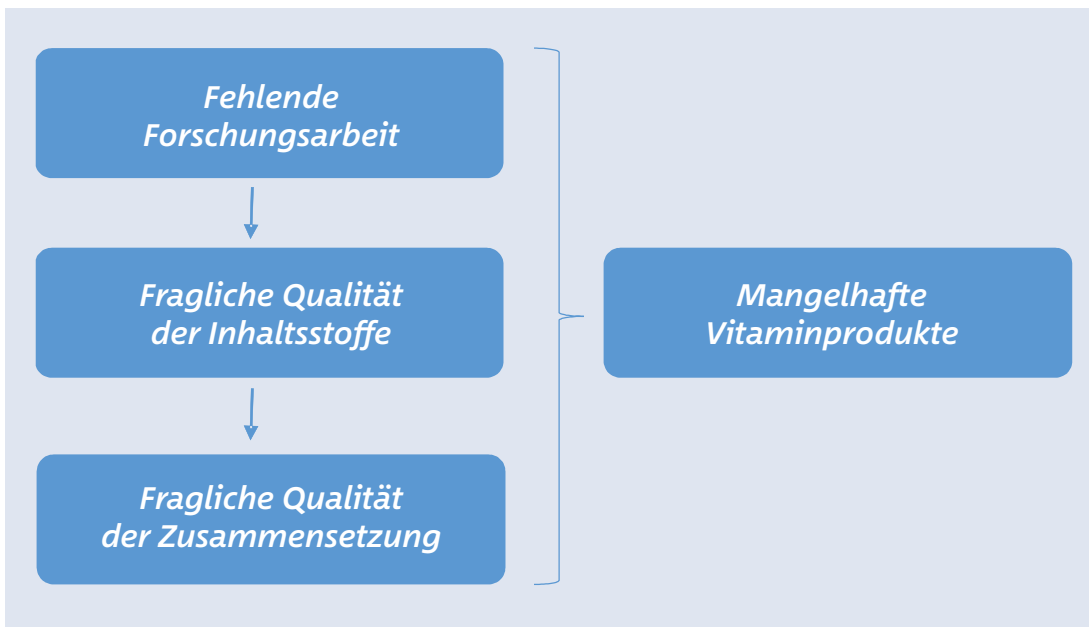 Fehlende
Forschungsarbeit
Fragliche Qualität
der Inhaltsstoffe
Fragliche Qualität
der Zusammensetzung
Mangelhafte
Vitaminprodukte